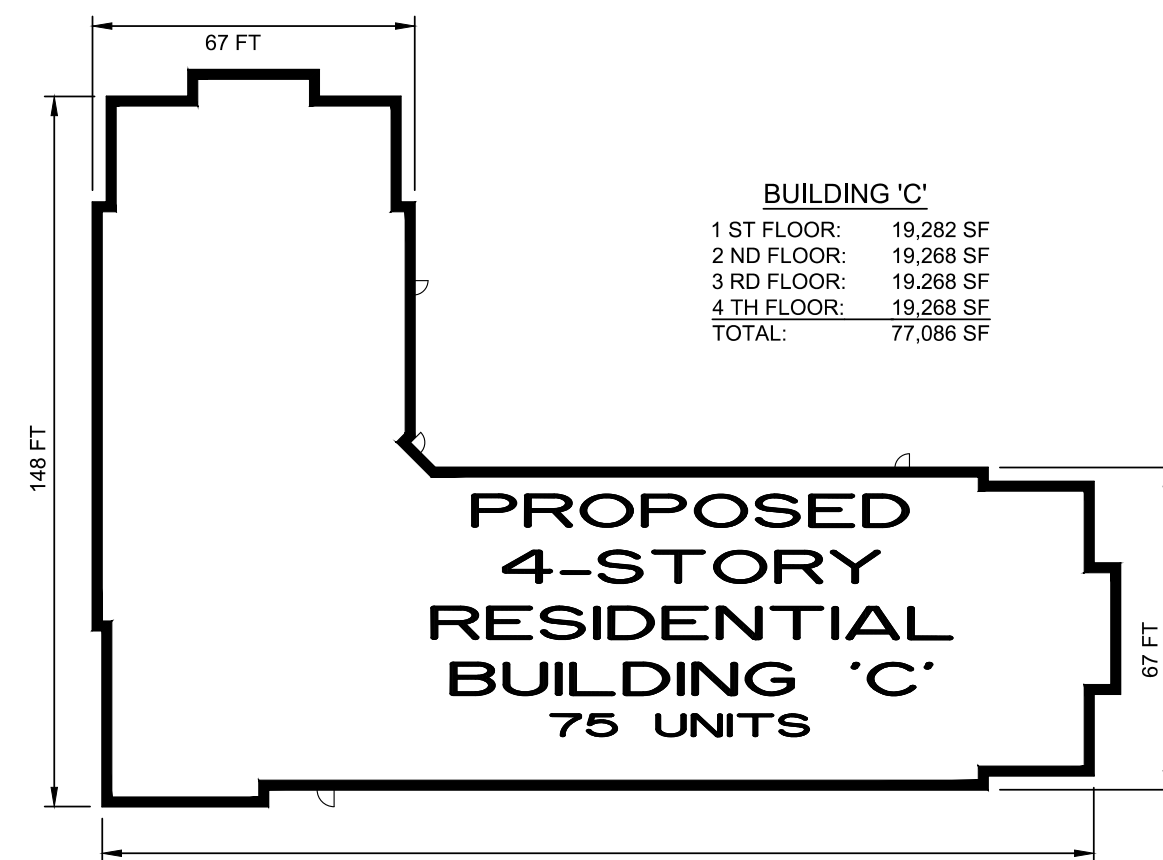 67 FT
BUILDING 'C'
1 ST FLOOR: 19,282 SF
2 ND FLOOR: 19,268 SF
3 RD FLOOR: 19.268 SF
4 TH FLOOR: 19,268 SF
TOTAL: 77,086 SF
148 FT
PROPOSED
4-STORY
RESIDENTIAL
BUILDING 'C'
75 UNITS
67 FT